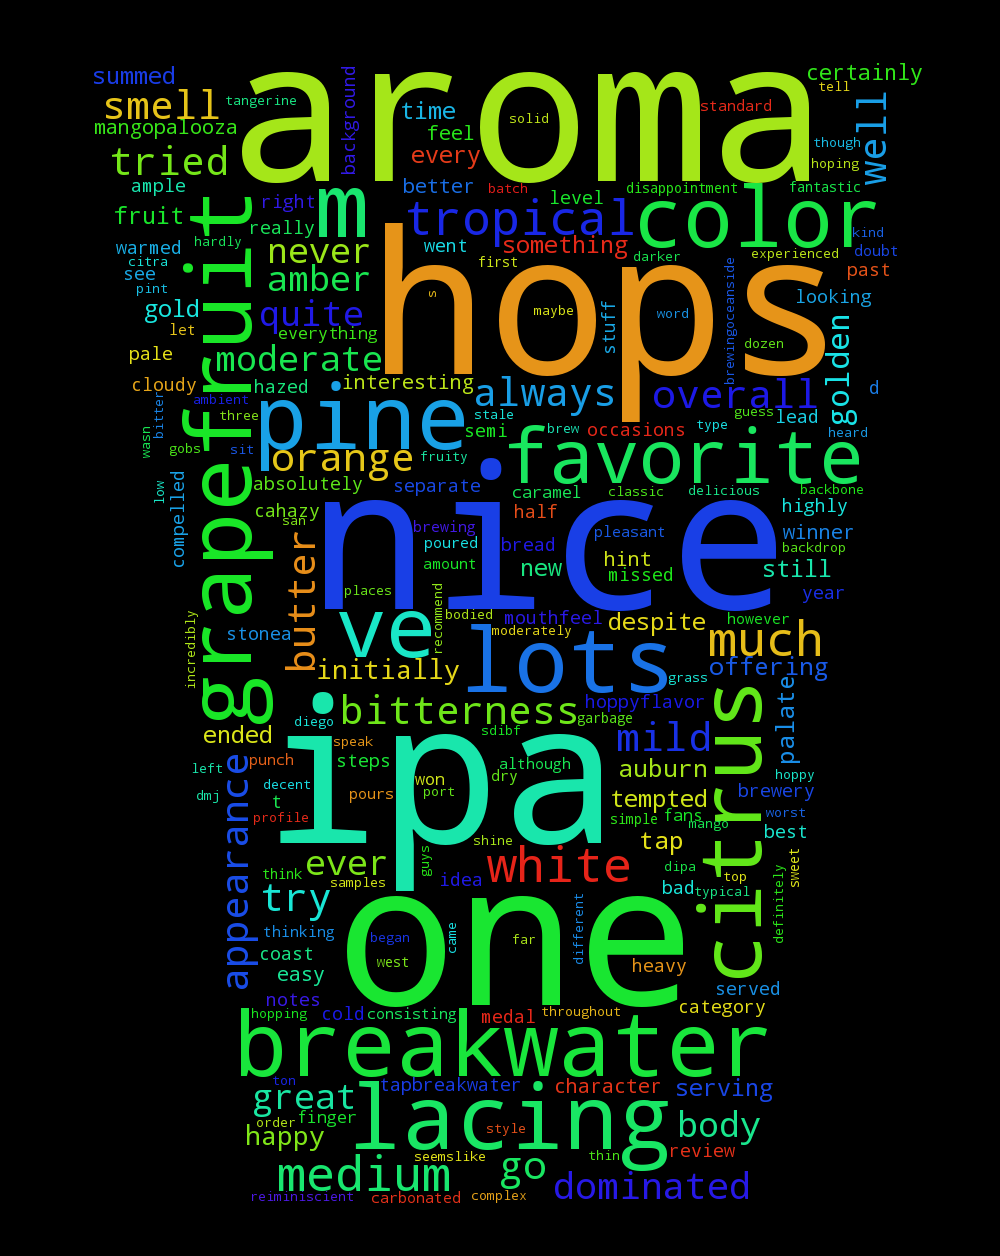 aroma
summed
smell
tangerine
mangopalooza
tried
background
time
feel
every
solid
standard
certainly
tell
though
hoping
well
ample
fruit
right
really
m
better
batch
level
disappointment
fantastic
tropical
color
kind
doubt
warmed
citra
see
pint
hardly
never
amber
went
first
something
darker
experienced
past
grapefruit
hops
s
maybe
stuff
word
brewingoceanside
looking
gold
let
quite
everything
pale
moderate
dozen
golden
cloudy
hazed
interesting
ambient
always
overall
d
bitter
three
pine
stale
guess
lead
wasn
gobs
sit
semi
brew
occasions
type
heard
orange
fruity
favorite
low
compelled
absolutely
separate
caramel
classic
delicious
backbone
cahazy
san
half
highly
nice
brewing
poured
bread
pleasant
winner
backdrop
butter
amount
new
hint
missed
still
places
year
incredibly
stonea
ve
recommend
bodied
mouthfeel
despite
however
moderately
lots
much
initially
grass
offering
palate
bitterness
hoppyflavor
garbage
citrus
diego
sdibf
ended
speak
mild
left
appearance
punch
steps
although
auburn
hoppy
ipa
dmj
decent
t
won
dry
brewery
pours
port
tempted
profile
simple
fans
mango
worst
best
shine
tap
ever
guys
white
think
samples
idea
dipa
top
sweet
bad
typical
try
one
definitely
thinking
began
came
far
different
coast
west
easy
heavy
served
notes
category
hopping
cold
consisting
medal
throughout
breakwater
ton
tapbreakwater
character
serving
great
lacing
order
finger
style
body
happy
seemslike
thin
review
medium
go
dominated
reiminiscient
carbonated
complex